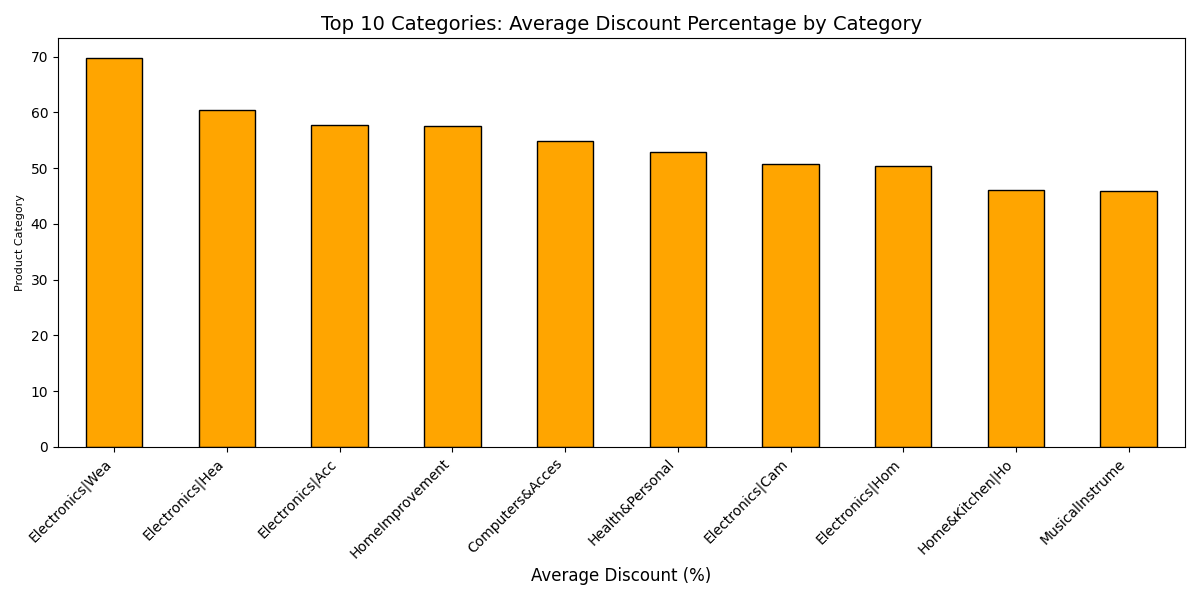 Top 10 Categories: Average Discount Percentage by Category
Product Category
70
60
50
40
30
20
10
0
Electronics|Wea
Electronics|Hea
Electronics|Acc
HomeImprovement
Computers&Acces
Health&Personal
Electronics|Cam
Electronics|Hom
Home&Kitchen|Ho
MusicalInstrume
Average Discount (%)